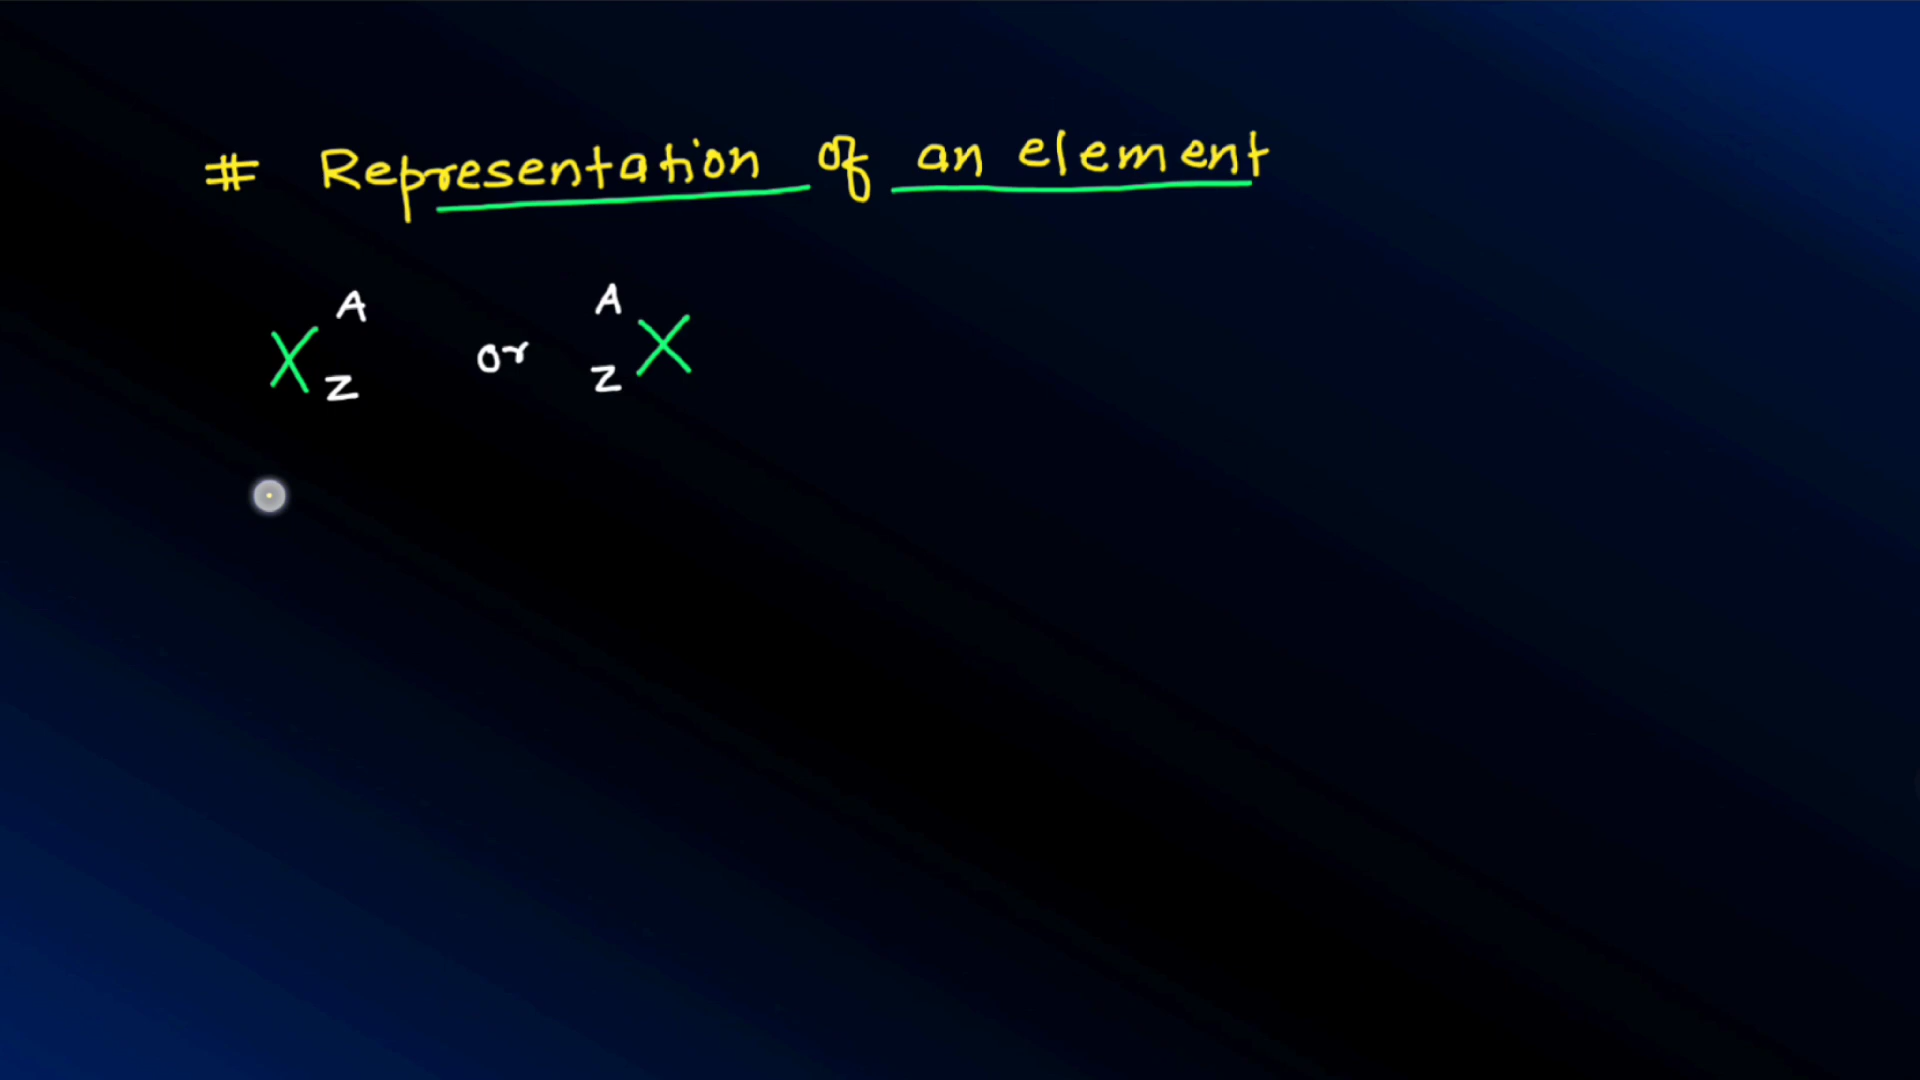 # Representation of an element
X A Z or A Z X